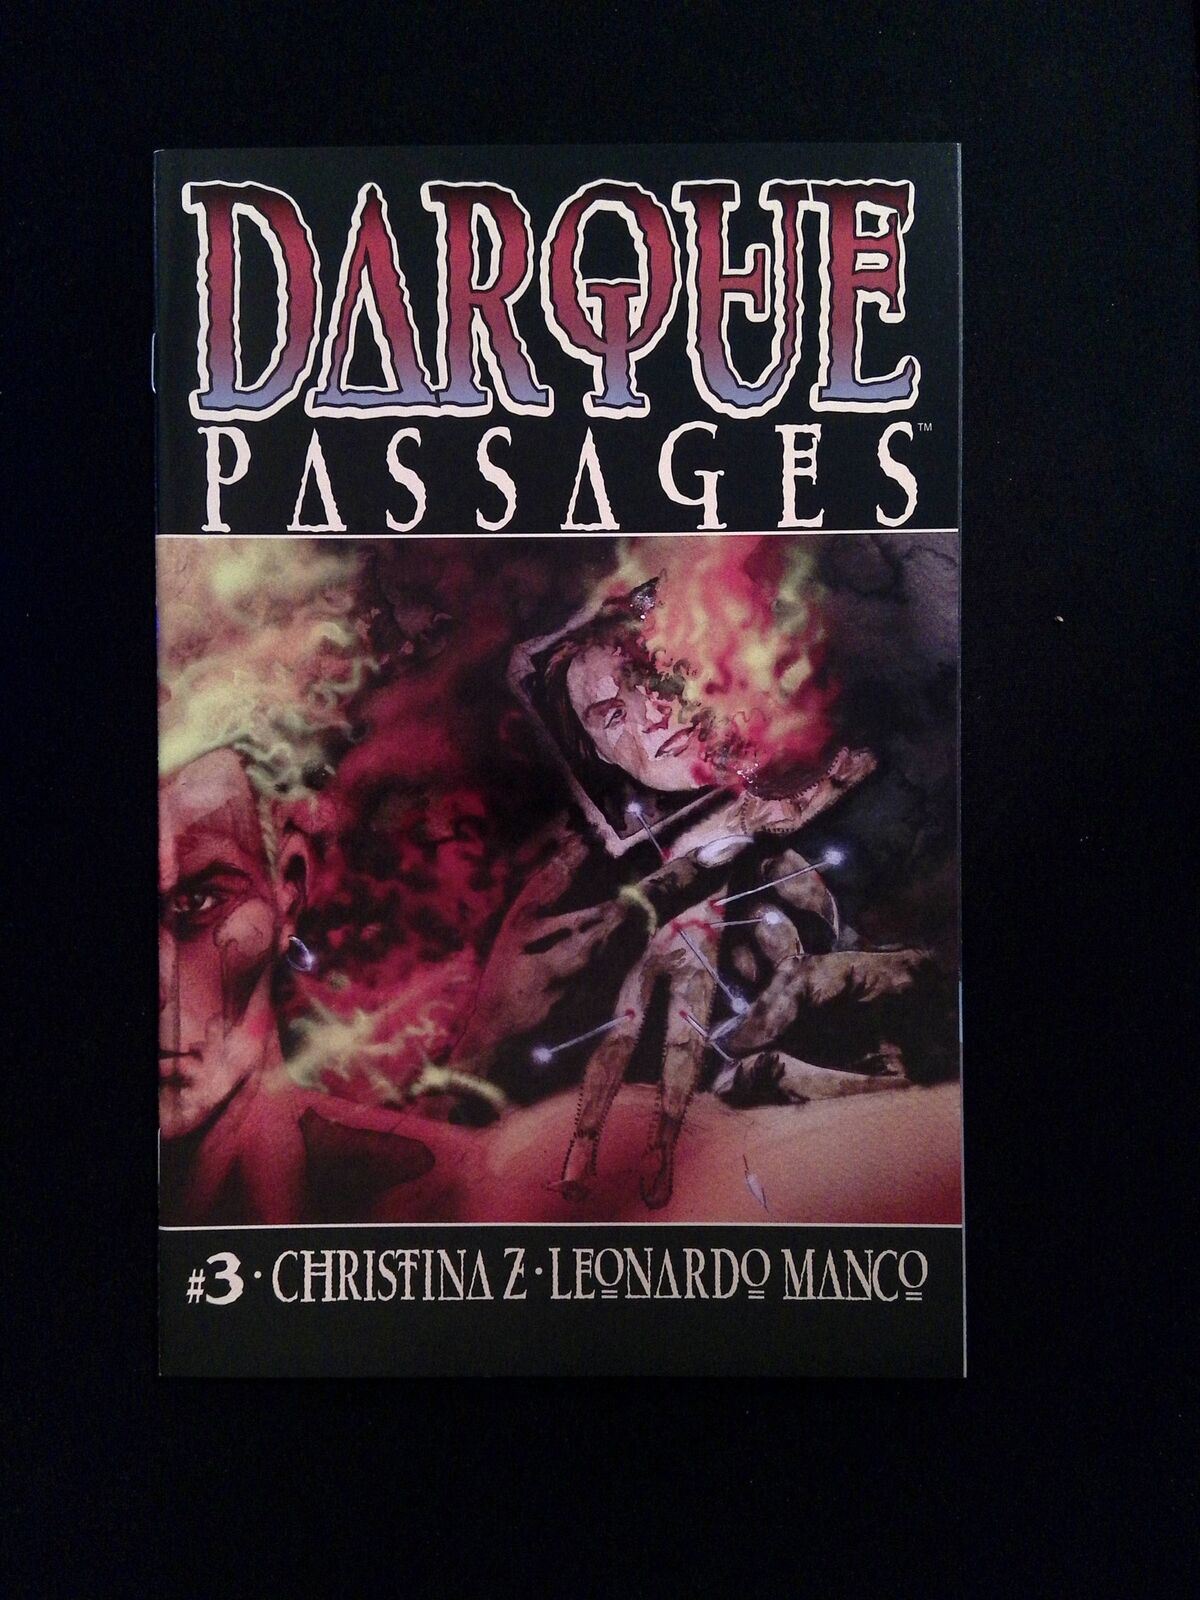 DARQUE
PASSAGES™
#3 · CHRISTINA Z · LEONARDO MANCO